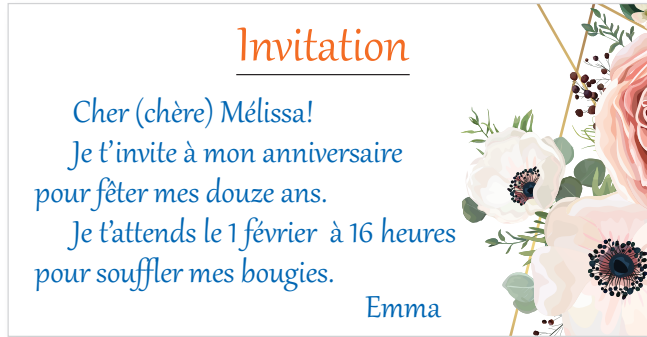 Invitation
Cher (chère) Mélissa!
Je t’invite à mon anniversaire
pour fêter mes douze ans.
Je t’attends le 1 février à 16 heures
pour souffler mes bougies.
Emma